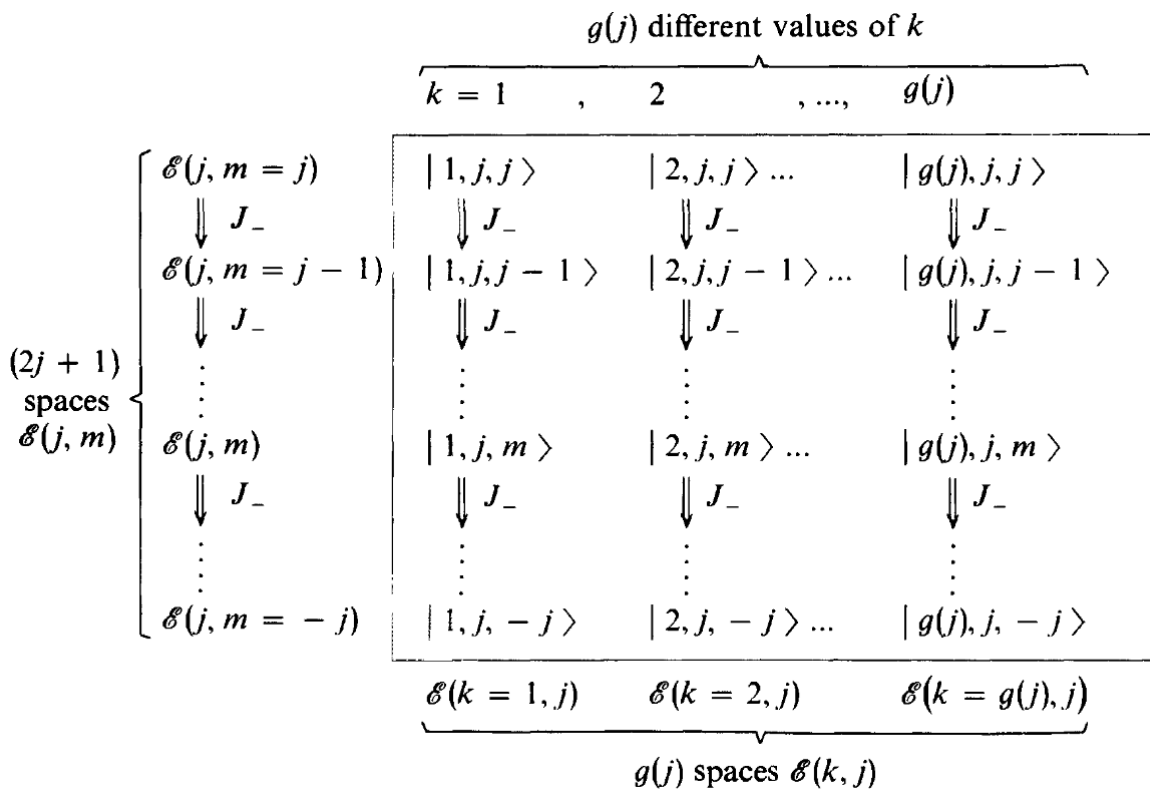 g(j) different values of k
k = 1 , 2 , ..., g(j)
ℰ(j, m = j) | 1, j, j ⟩ | 2, j, j ⟩ ... | g(j), j, j ⟩
⇓ J₋ ⇓ J₋ ⇓ J₋ ⇓ J₋
ℰ(j, m = j − 1) | 1, j, j − 1 ⟩ | 2, j, j − 1 ⟩ ... | g(j), j, j − 1 ⟩
⇓ J₋ ⇓ J₋ ⇓ J₋ ⇓ J₋
(2j + 1)
spaces
ℰ(j, m)
ℰ(j, m) | 1, j, m ⟩ | 2, j, m ⟩ ... | g(j), j, m ⟩
⇓ J₋ ⇓ J₋ ⇓ J₋ ⇓ J₋
ℰ(j, m = − j) | 1, j, − j ⟩ | 2, j, − j ⟩ ... | g(j), j, − j ⟩
ℰ(k = 1, j) ℰ(k = 2, j) ℰ(k = g(j), j)
g(j) spaces ℰ(k, j)